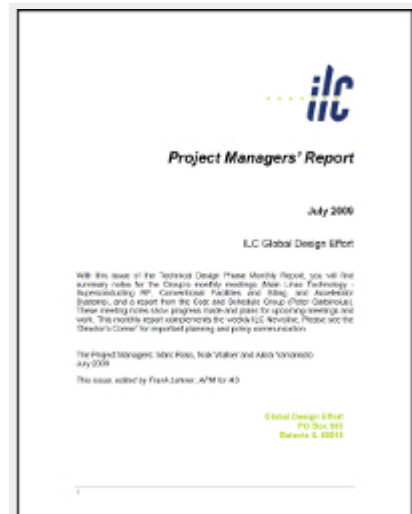 ilc
Project Managers' Report
July 2009
ILC Global Design Effort
With this issue of the Technical Design Phase Monthly Report, you will find
summary notes for the Group's monthly meetings (Main Linac Technology -
Superconducting RF, Conventional Facilities and Siting, and Accelerator
Systems), and a report from the Cost and Schedule Group (Peter Garbincius).
These meeting notes show progress made and plans for upcoming meetings and
work. This monthly report complements the weekly ILC Newsline. Please see the
'Director's Corner' for important planning and policy communication.
The Project Managers: Marc Ross, Nick Walker and Akira Yamamoto
July 2009
This issue, edited by Frank Lehner, APM for AS
Global Design Effort
PO Box 500
Batavia IL 60510
1